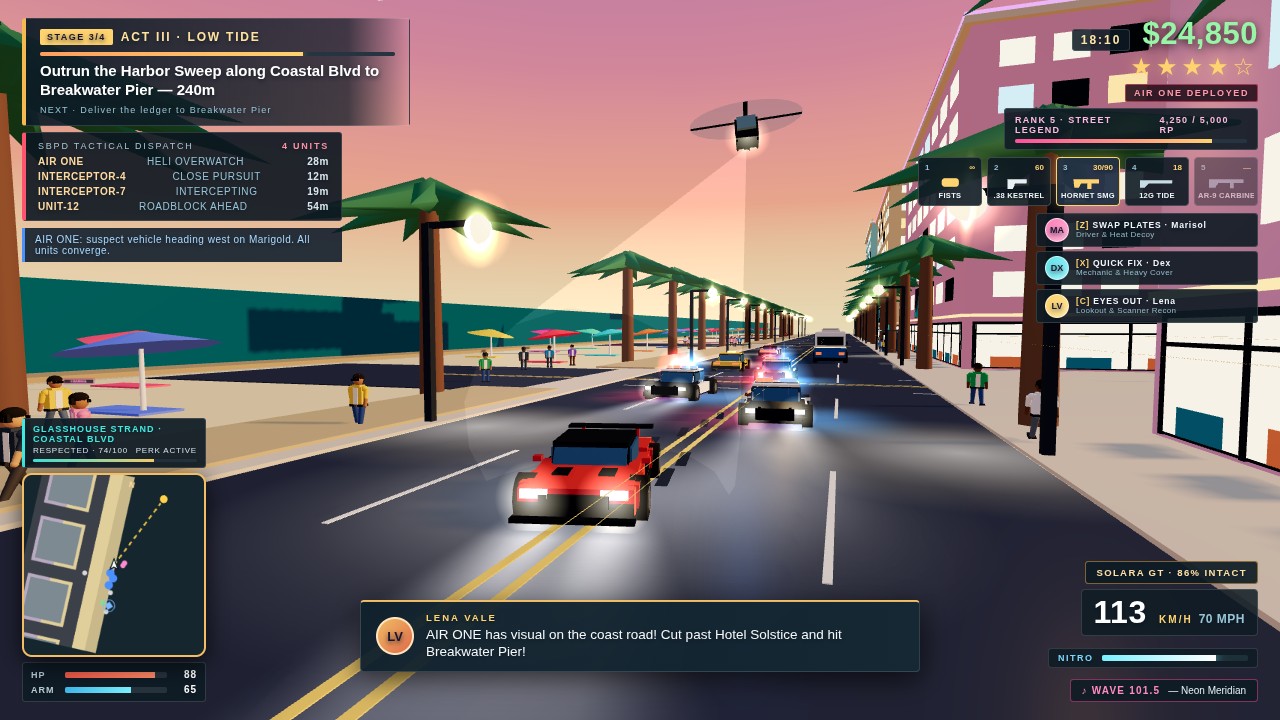 STAGE 3/4 ACT III · LOW TIDE
Outrun the Harbor Sweep along Coastal Blvd to
Breakwater Pier — 240m
NEXT · Deliver the ledger to Breakwater Pier
SBPD TACTICAL DISPATCH 4 UNITS
AIR ONE HELI OVERWATCH 28m
INTERCEPTOR-4 CLOSE PURSUIT 12m
INTERCEPTOR-7 INTERCEPTING 19m
UNIT-12 ROADBLOCK AHEAD 54m
AIR ONE: suspect vehicle heading west on Marigold. All
units converge.
18:10 $24,850
★★★★☆
AIR ONE DEPLOYED
RANK 5 · STREET
LEGEND
4,250 / 5,000
RP
1 ∞
FISTS
2 60
.38 KESTREL
3 30/90
HORNET SMG
4 18
12G TIDE
5 —
AR-9 CARBINE
MA [Z] SWAP PLATES · Marisol
Driver & Heat Decoy
DX [X] QUICK FIX · Dex
Mechanic & Heavy Cover
LV [C] EYES OUT · Lena
Lookout & Scanner Recon
GLASSHOUSE STRAND ·
COASTAL BLVD
RESPECTED · 74/100 PERK ACTIVE
HP 88
ARM 65
LENA VALE
LV
AIR ONE has visual on the coast road! Cut past Hotel Solstice and hit
Breakwater Pier!
SOLARA GT · 86% INTACT
113 KM/H 70 MPH
NITRO
♪ WAVE 101.5 — Neon Meridian